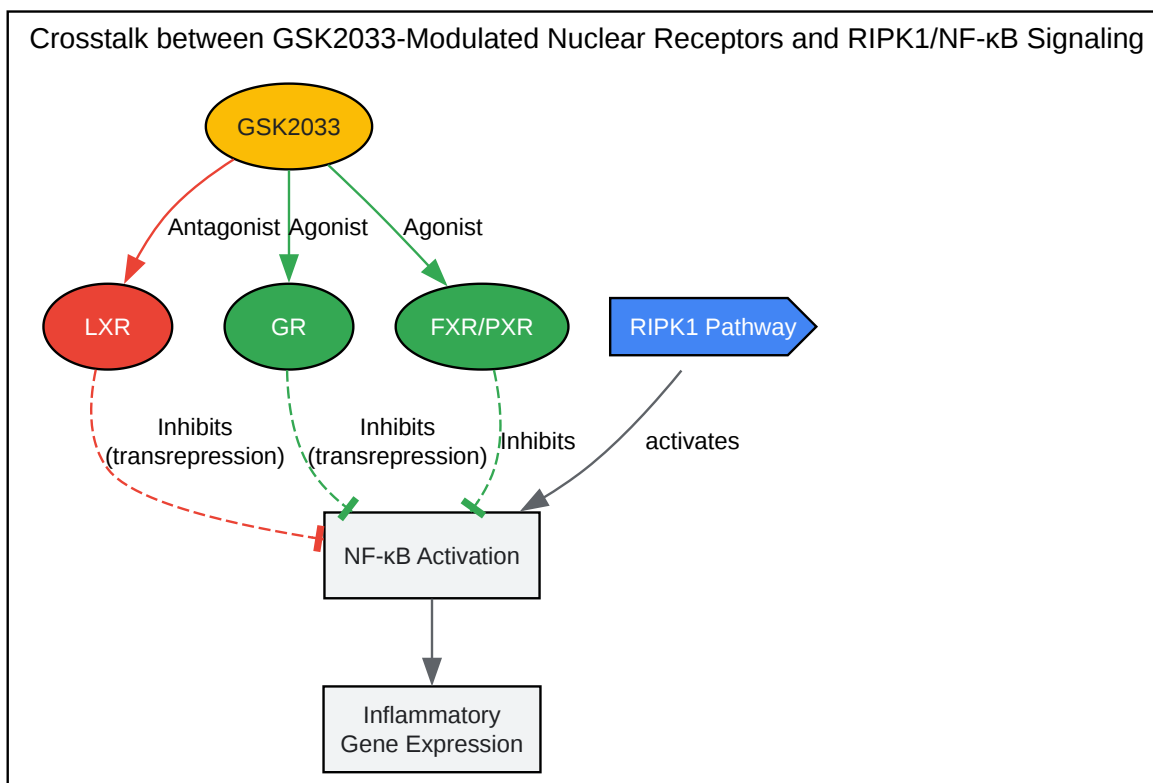 Crosstalk between GSK2033-Modulated Nuclear Receptors and RIPK1/NF-κB Signaling
GSK2033
Antagonist
Agonist
Agonist
LXR
GR
FXR/PXR
RIPK1 Pathway
Inhibits
(transrepression)
Inhibits
(transrepression)
Inhibits
activates
NF-κB Activation
Inflammatory
Gene Expression